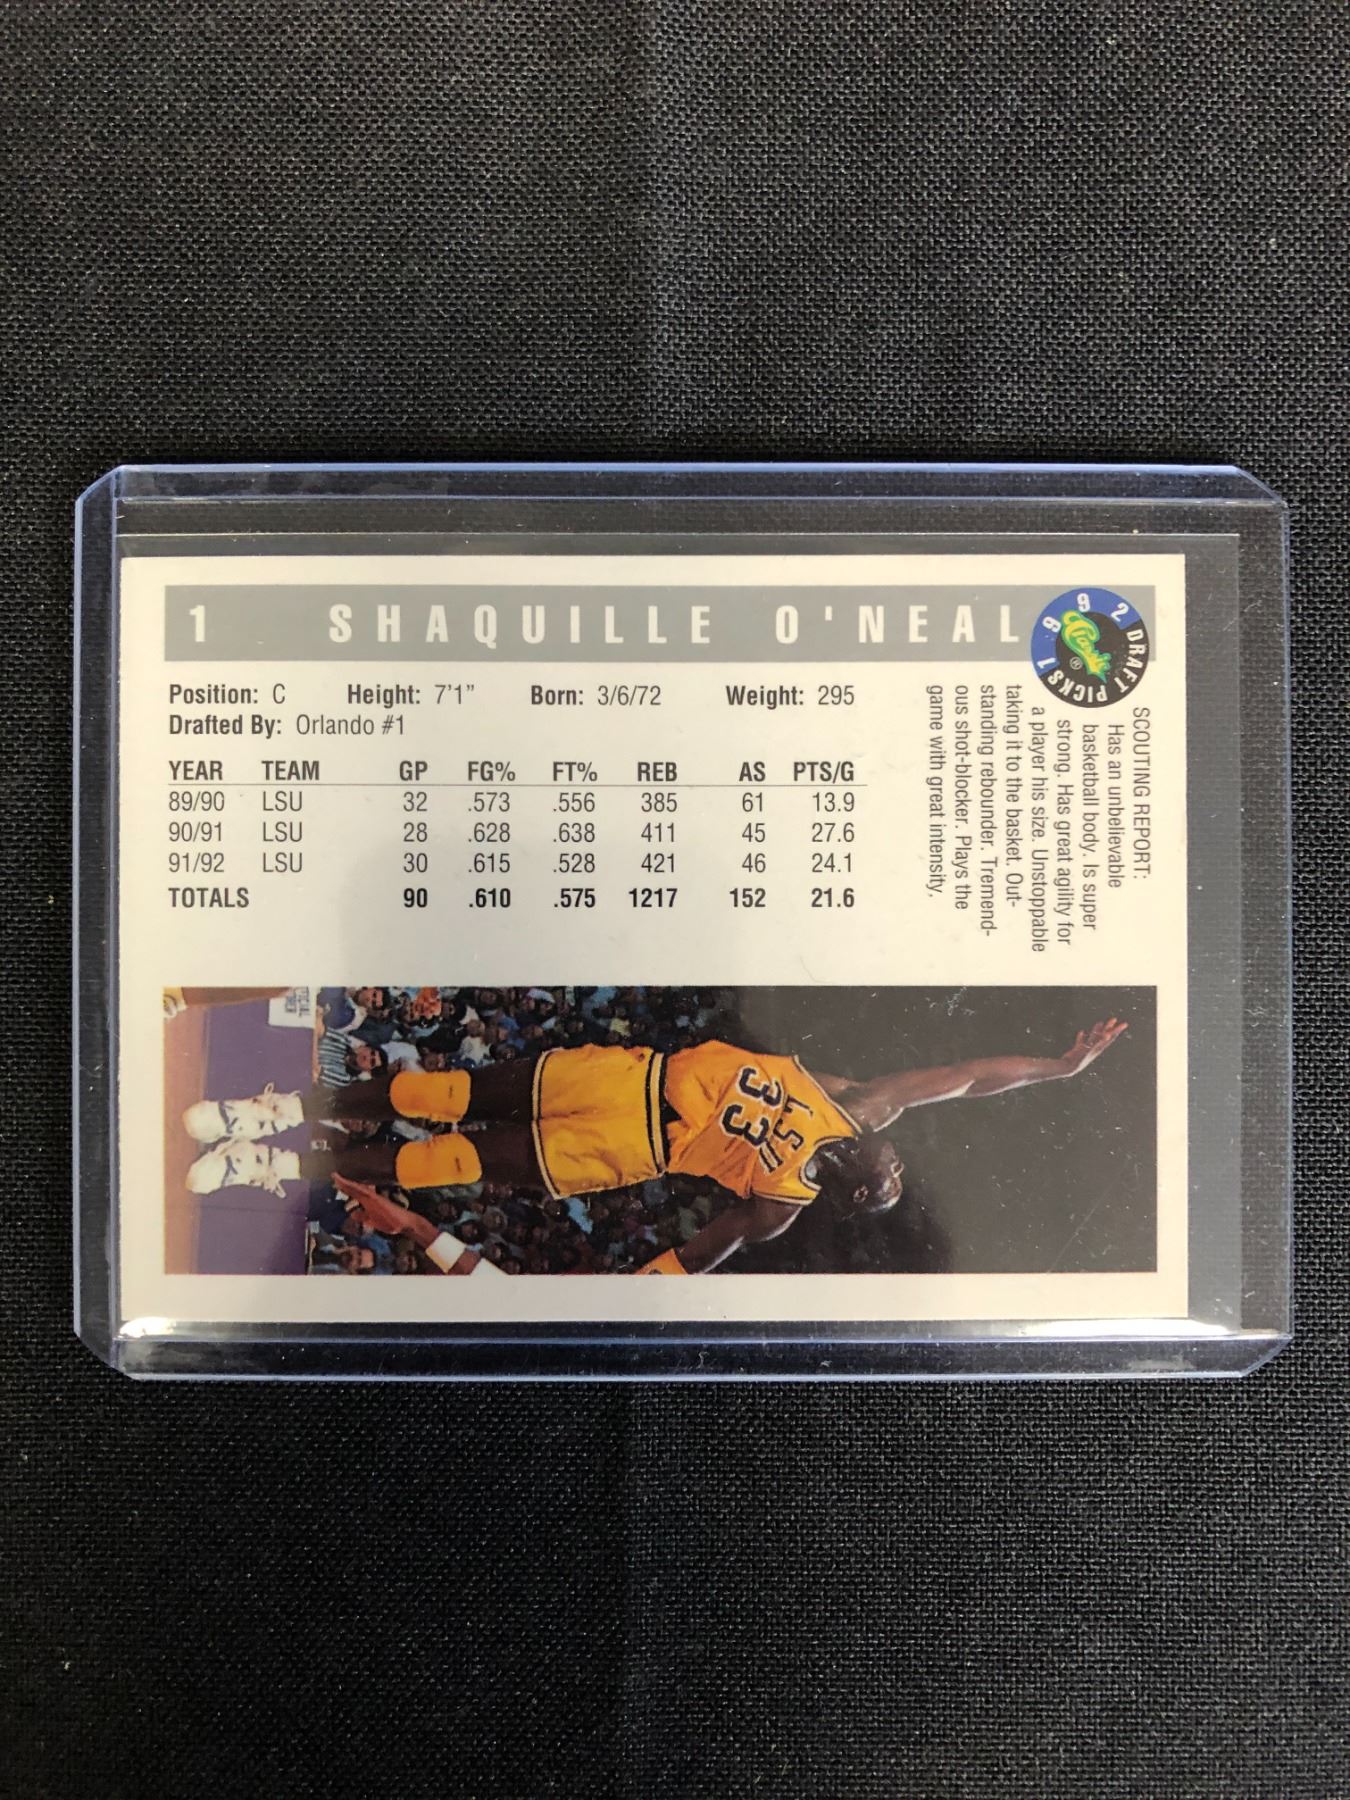 1 SHAQUILLE O'NEAL
1992 DRAFT PICKS
Classic ®
Position: C Height: 7'1" Born: 3/6/72 Weight: 295
Drafted By: Orlando #1
YEAR TEAM GP FG% FT% REB AS PTS/G
89/90 LSU 32 .573 .556 385 61 13.9
90/91 LSU 28 .628 .638 411 45 27.6
91/92 LSU 30 .615 .528 421 46 24.1
TOTALS 90 .610 .575 1217 152 21.6
SCOUTING REPORT:
Has an unbelievable
basketball body. Is super
strong. Has great agility for
a player his size. Unstoppable
taking it to the basket. Out-
standing rebounder. Tremend-
ous shot-blocker. Plays the
game with great intensity.
LSU
33